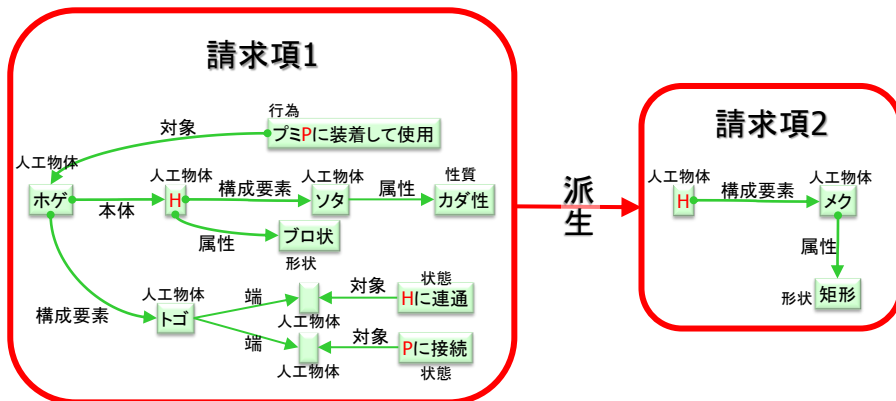 請求項1
行為
プミPに装着して使用
対象
人工物体
ホゲ
本体
人工物体
H
構成要素
人工物体
ソタ
属性
性質
カダ性
属性
ブロ状
形状
構成要素
人工物体
トゴ
端
人工物体
対象
状態
Hに連通
端
人工物体
対象
Pに接続
状態
派生
請求項2
人工物体
H
構成要素
人工物体
メク
属性
形状
矩形